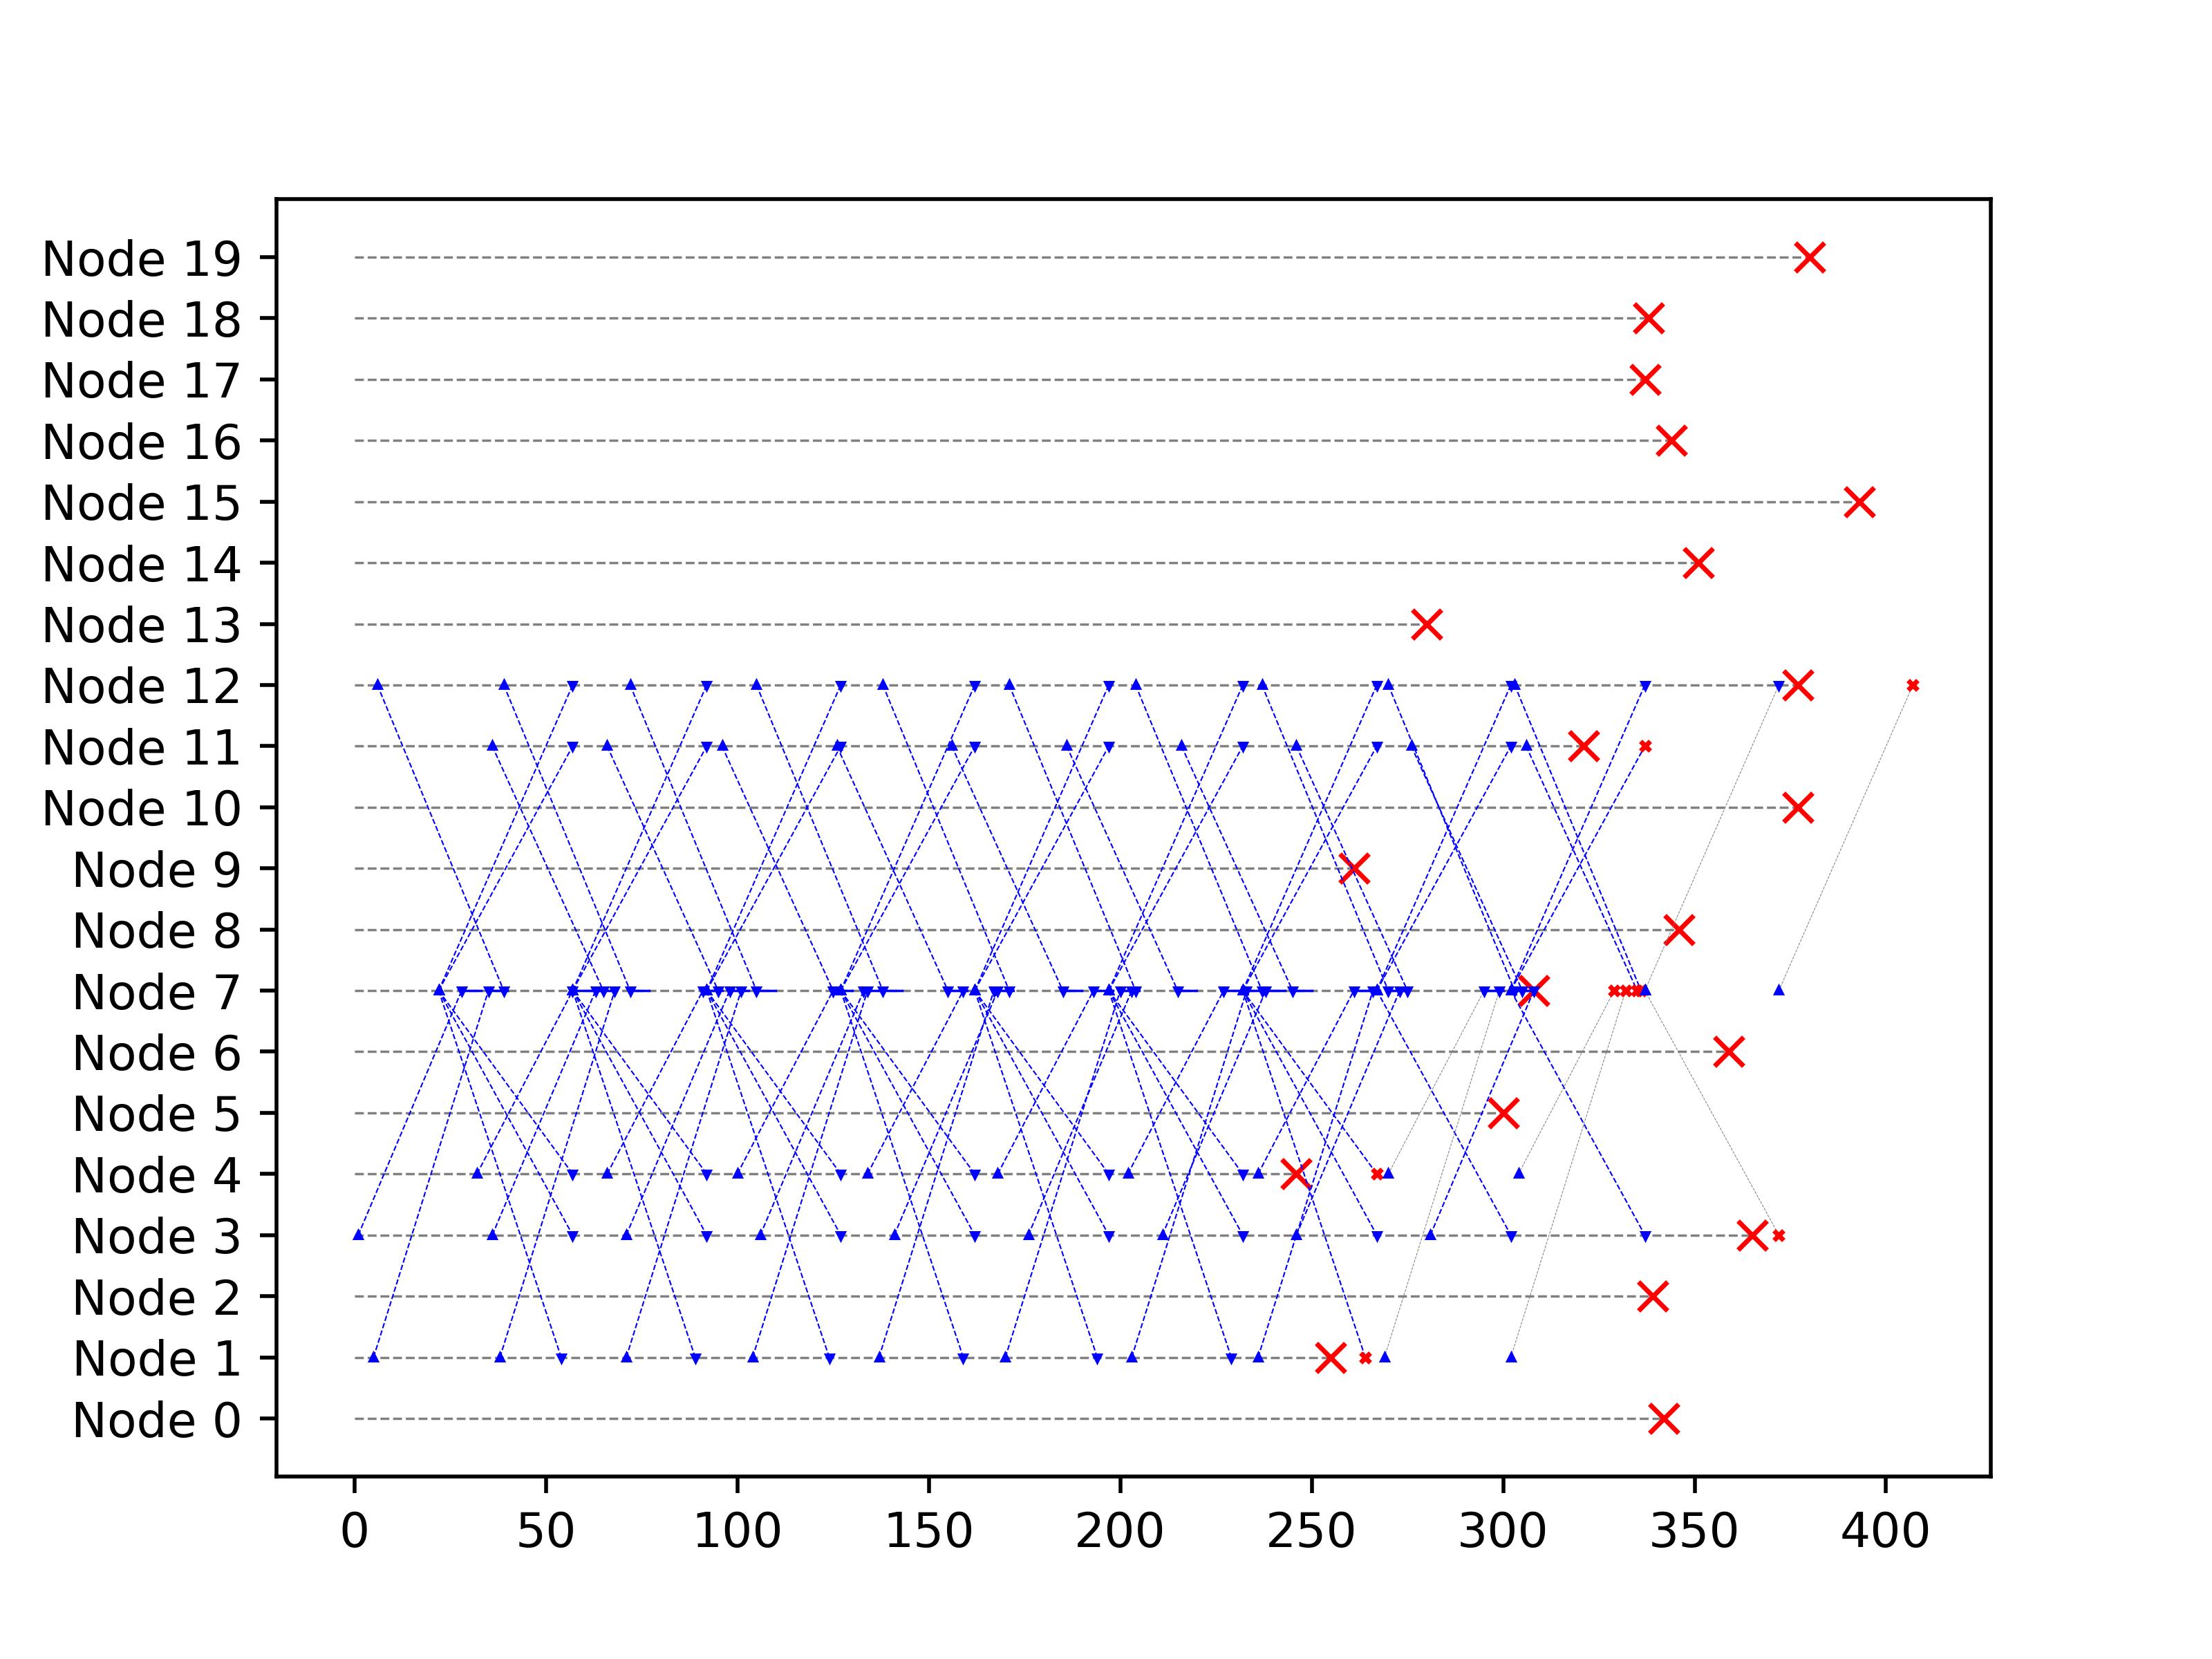 Node 19
Node 18
Node 17
Node 16
Node 15
Node 14
Node 13
Node 12
Node 11
Node 10
Node 9
Node 8
Node 7
Node 6
Node 5
Node 4
Node 3
Node 2
Node 1
Node 0
0 50 100 150 200 250 300 350 400